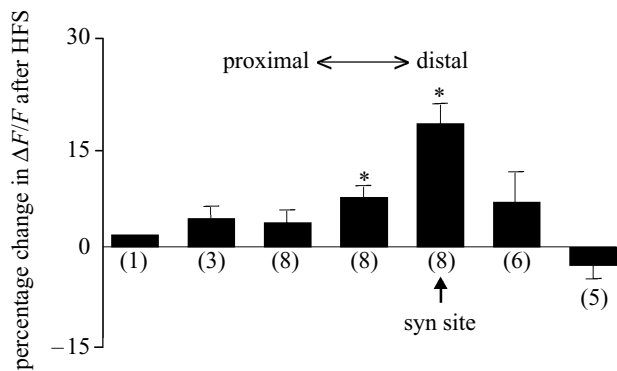 percentage change in ΔF/F after HFS
30
15
0
−15
proximal distal
* *
(1) (3) (8) (8) (8) (6) (5)
syn site